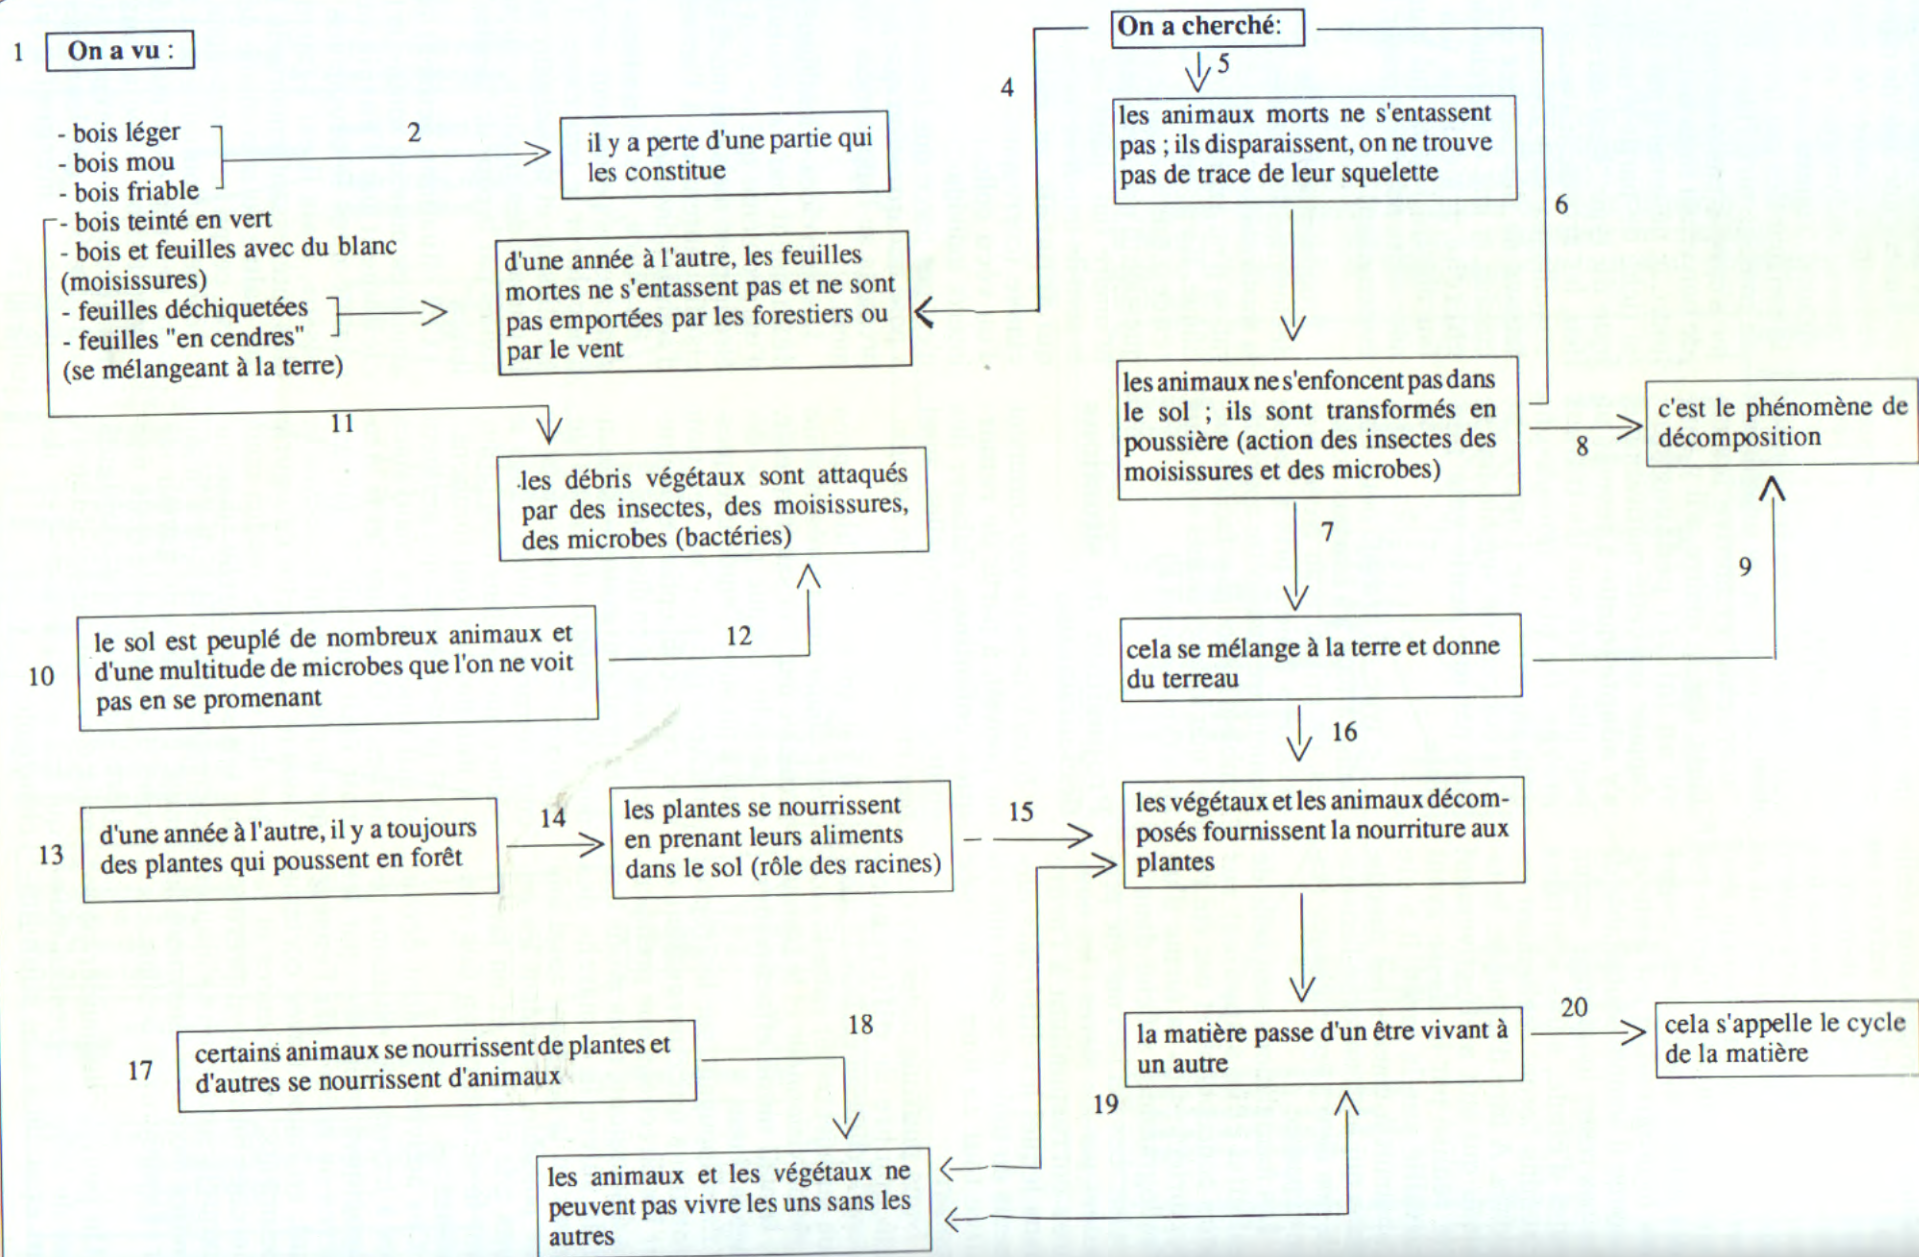 1 On a vu :
- bois léger
- bois mou
- bois friable
- bois teinté en vert
- bois et feuilles avec du blanc
(moisissures)
- feuilles déchiquetées
- feuilles "en cendres"
(se mélangeant à la terre)
2
il y a perte d'une partie qui
les constitue
d'une année à l'autre, les feuilles
mortes ne s'entassent pas et ne sont
pas emportées par les forestiers ou
par le vent
11
les débris végétaux sont attaqués
par des insectes, des moisissures,
des microbes (bactéries)
10
le sol est peuplé de nombreux animaux et
d'une multitude de microbes que l'on ne voit
pas en se promenant
12
13
d'une année à l'autre, il y a toujours
des plantes qui poussent en forêt
14
les plantes se nourrissent
en prenant leurs aliments
dans le sol (rôle des racines)
15
17
certains animaux se nourrissent de plantes et
d'autres se nourrissent d'animaux
18
les animaux et les végétaux ne
peuvent pas vivre les uns sans les
autres
On a cherché:
4
5
6
les animaux morts ne s'entassent
pas ; ils disparaissent, on ne trouve
pas de trace de leur squelette
les animaux ne s'enfoncent pas dans
le sol ; ils sont transformés en
poussière (action des insectes des
moisissures et des microbes)
8
c'est le phénomène de
décomposition
7
9
cela se mélange à la terre et donne
du terreau
16
les végétaux et les animaux décom-
posés fournissent la nourriture aux
plantes
la matière passe d'un être vivant à
un autre
19
20
cela s'appelle le cycle
de la matière